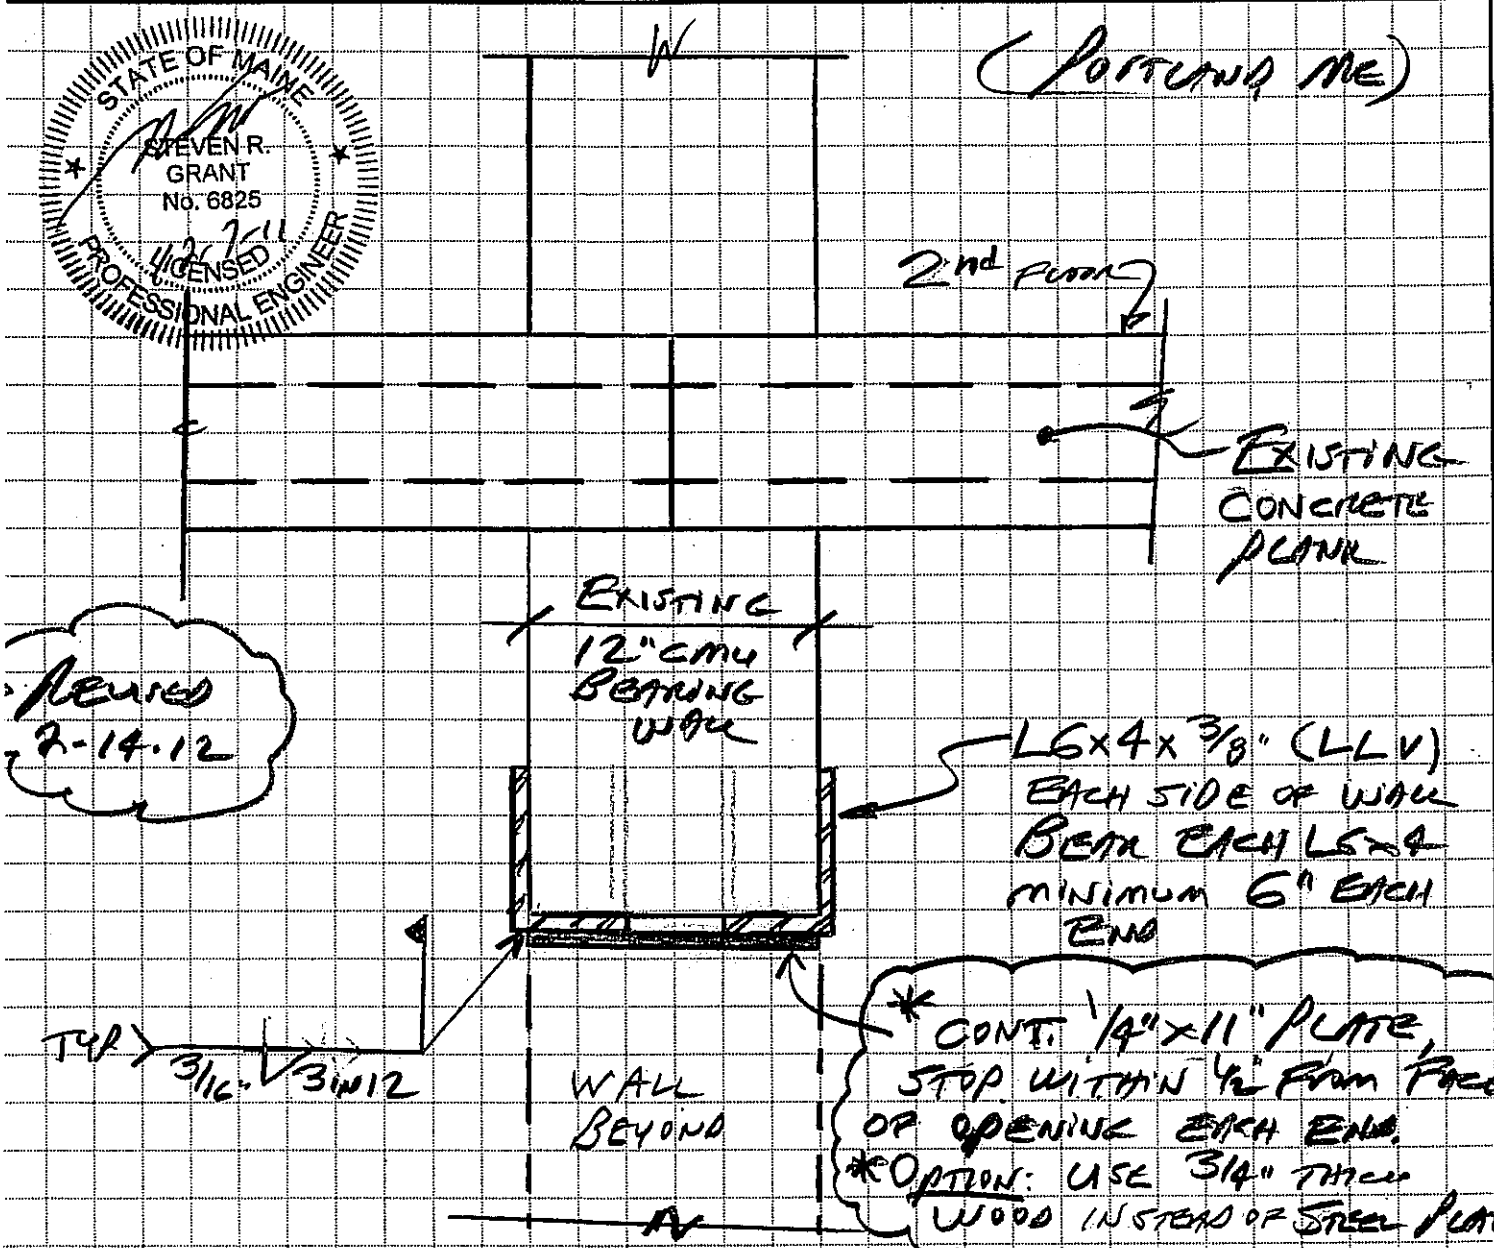 (PORTLAND, ME)
STATE OF MAINE
STEVEN R.
GRANT
No. 6825
LICENSED
PROFESSIONAL ENGINEER
2nd FLOOR
EXISTING
CONCRETE
PLANK
EXISTING
12" CMU
BEARING
WALL
REVISED
2-14-12
L6x4x3/8" (LLV)
EACH SIDE OF WALL
BEAR EACH L6x4
MINIMUM 6" EACH
END
TYP
3/16" 3 IN 12
WALL
BEYOND
* CONT. 1/4"x11" PLATE,
STOP WITHIN 1/2" FROM FACE
OF OPENING EACH END.
*OPTION: USE 3/4" THICK
WOOD INSTEAD OF STEEL